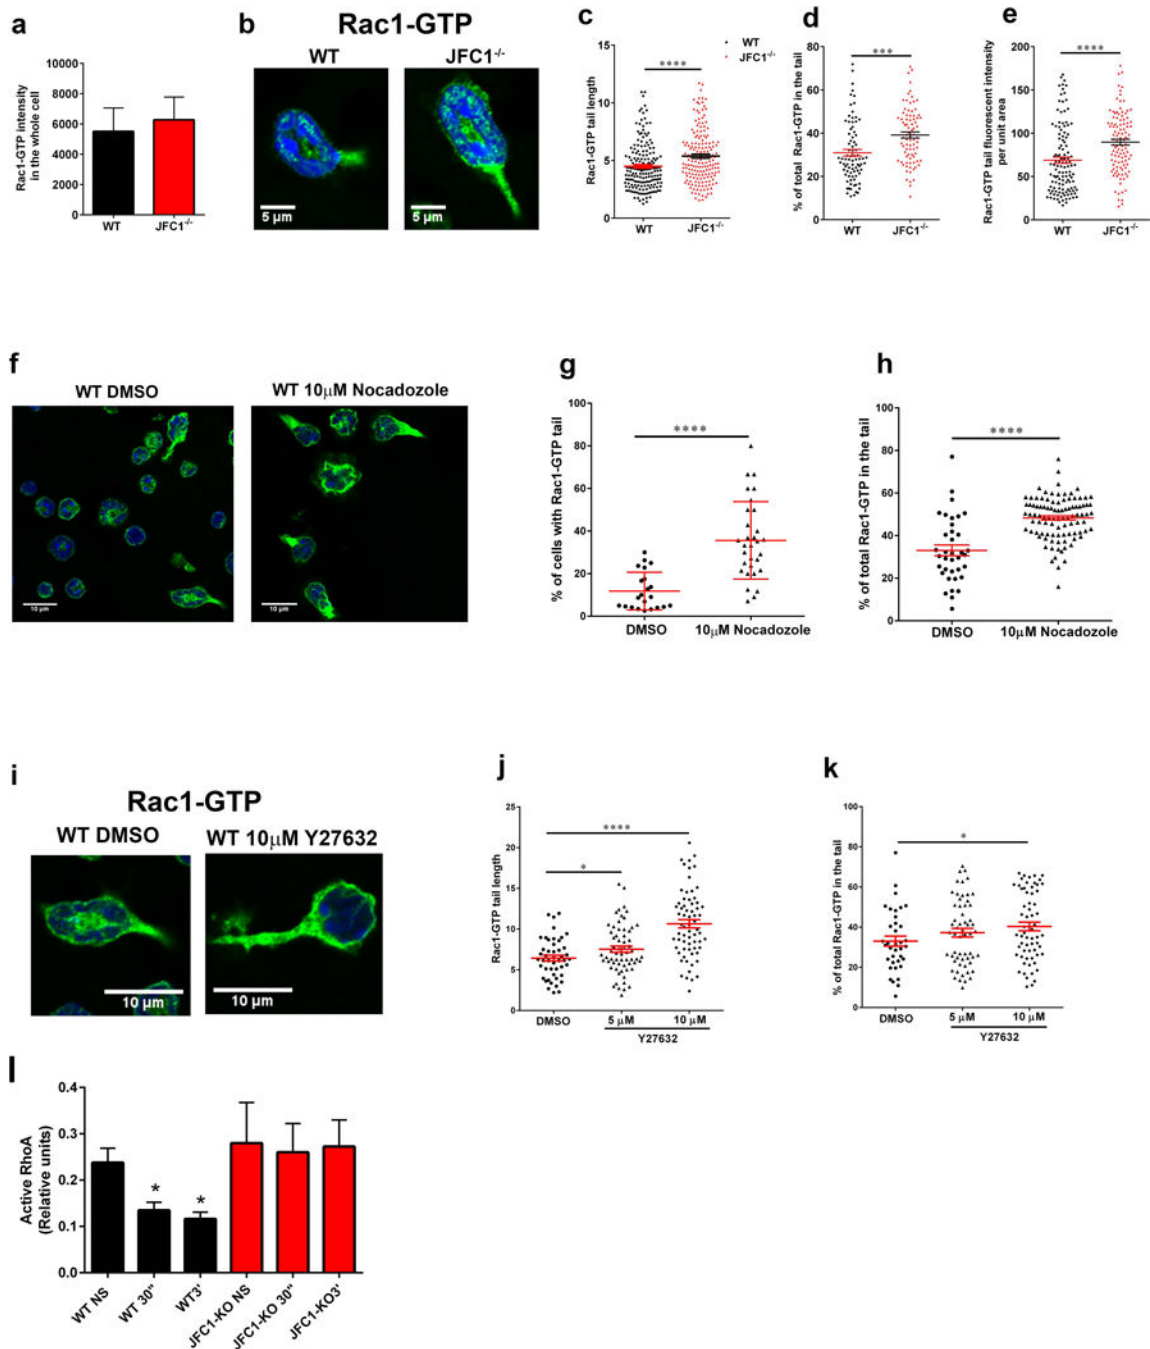 a
Rac1-GTP intensity
in the whole cell
10000
8000
6000
4000
2000
0
WT
JFC1-/-
b
Rac1-GTP
WT
JFC1-/-
5 μm
5 μm
c
Rac1-GTP tail length
15
10
5
0
****
WT
JFC1-/-
WT
JFC1-/-
d
% of total Rac1-GTP in the tail
80
60
40
20
0
***
WT
JFC1-/-
e
Rac1-GTP tail fluorescent intensity
per unit area
200
150
100
50
0
****
WT
JFC1-/-
f
WT DMSO
WT 10μM Nocadozole
10 μm
10 μm
g
% of cells with Rac1-GTP tail
100
80
60
40
20
0
****
DMSO
10μM Nocadozole
h
% of total Rac1-GTP in the tail
100
80
60
40
20
0
****
DMSO
10μM Nocadozole
i
Rac1-GTP
WT DMSO
WT 10μM Y27632
10 μm
10 μm
j
Rac1-GTP tail length
25
20
15
10
5
0
****
*
DMSO
5 μM
10 μM
Y27632
k
% of total Rac1-GTP in the tail
100
80
60
40
20
0
*
DMSO
5 μM
10 μM
Y27632
l
Active RhoA
(Relative units)
0.4
0.3
0.2
0.1
0.0
*
*
WT NS
WT 30"
WT3'
JFC1-KO NS
JFC1-KO 30"
JFC1-KO3'